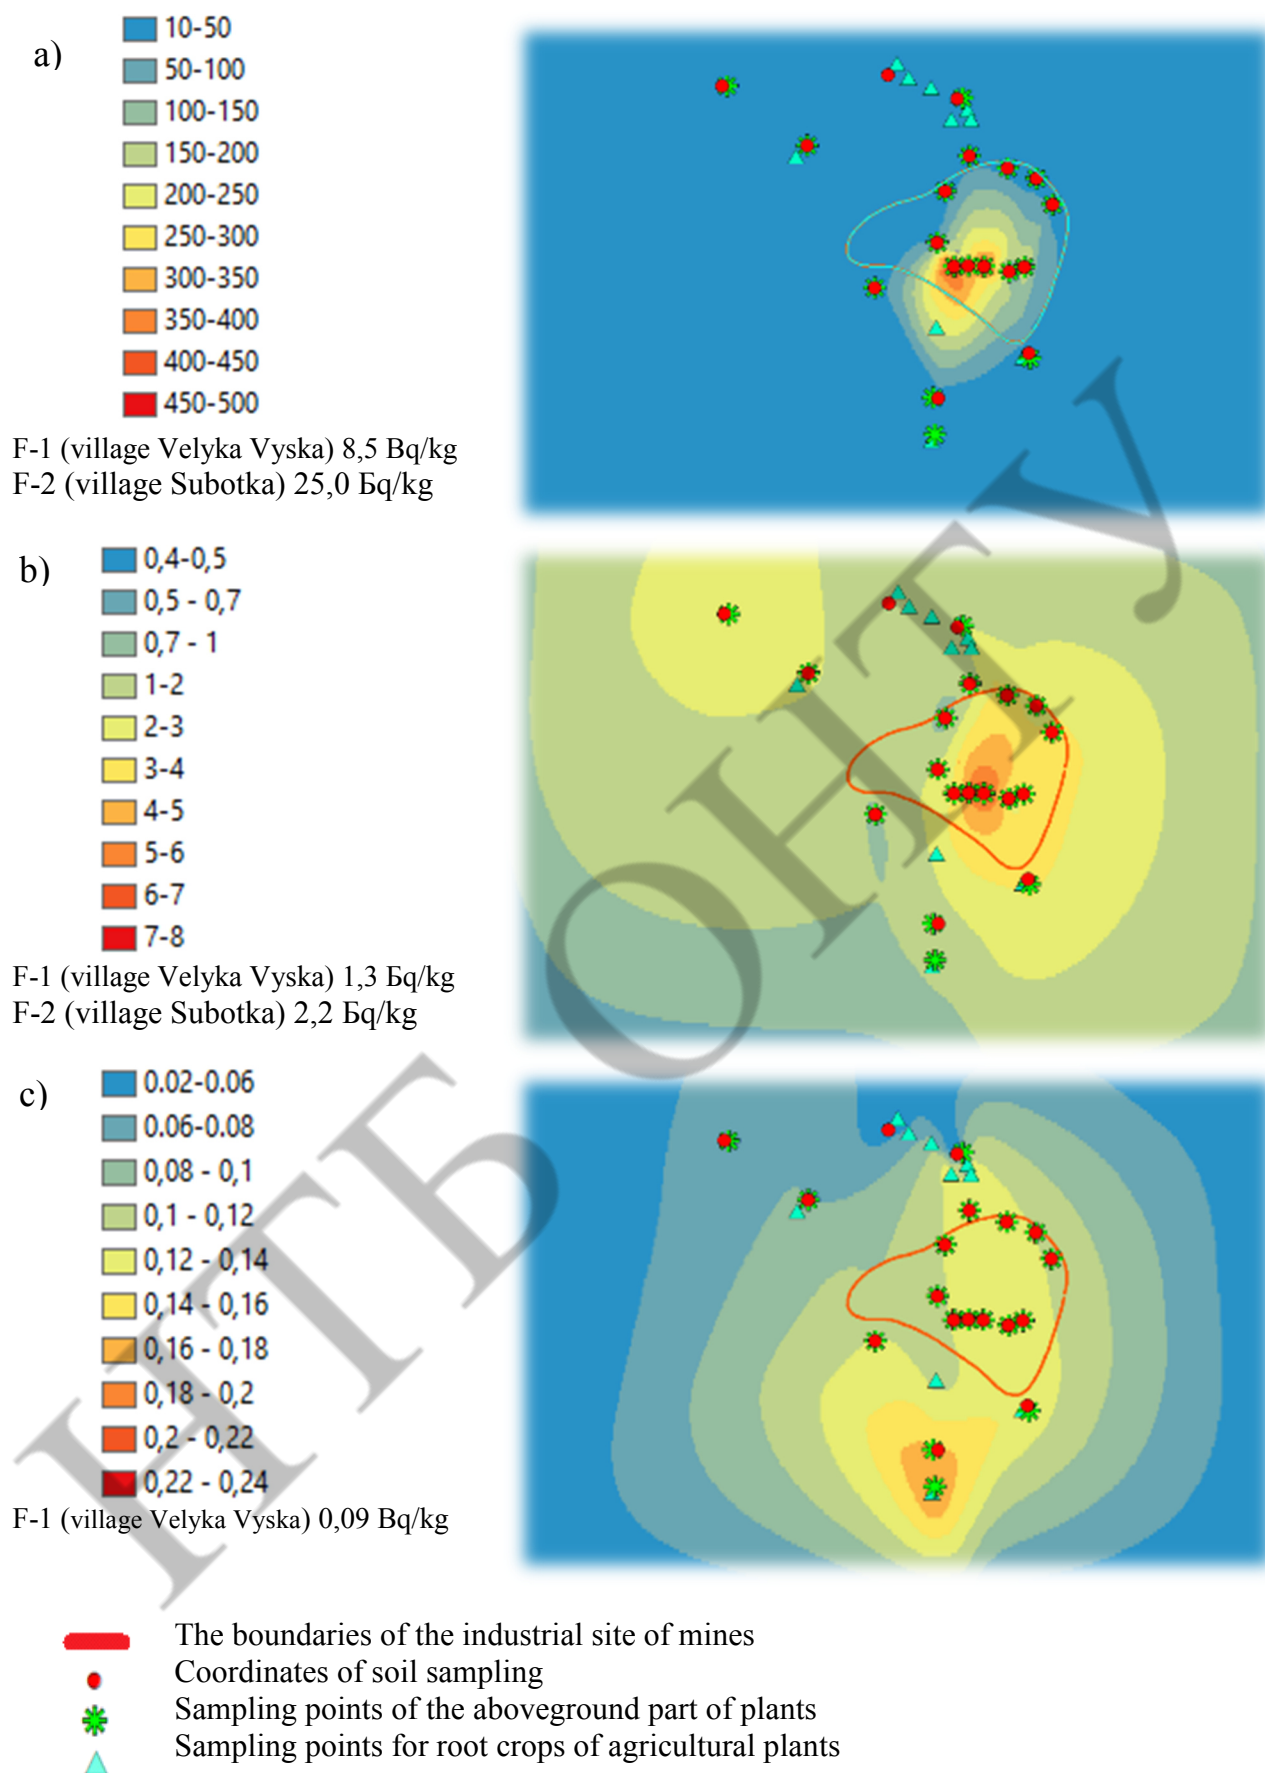 a)
10-50
50-100
100-150
150-200
200-250
250-300
300-350
350-400
400-450
450-500
F-1 (village Velyka Vyska) 8,5 Bq/kg
F-2 (village Subotka) 25,0 Бq/kg
b)
0,4-0,5
0,5 - 0,7
0,7 - 1
1-2
2-3
3-4
4-5
5-6
6-7
7-8
F-1 (village Velyka Vyska) 1,3 Бq/kg
F-2 (village Subotka) 2,2 Бq/kg
c)
0.02-0.06
0.06-0.08
0,08 - 0,1
0,1 - 0,12
0,12 - 0,14
0,14 - 0,16
0,16 - 0,18
0,18 - 0,2
0,2 - 0,22
0,22 - 0,24
F-1 (village Velyka Vyska) 0,09 Bq/kg
The boundaries of the industrial site of mines
Coordinates of soil sampling
Sampling points of the aboveground part of plants
Sampling points for root crops of agricultural plants
НТБ ОНТУ